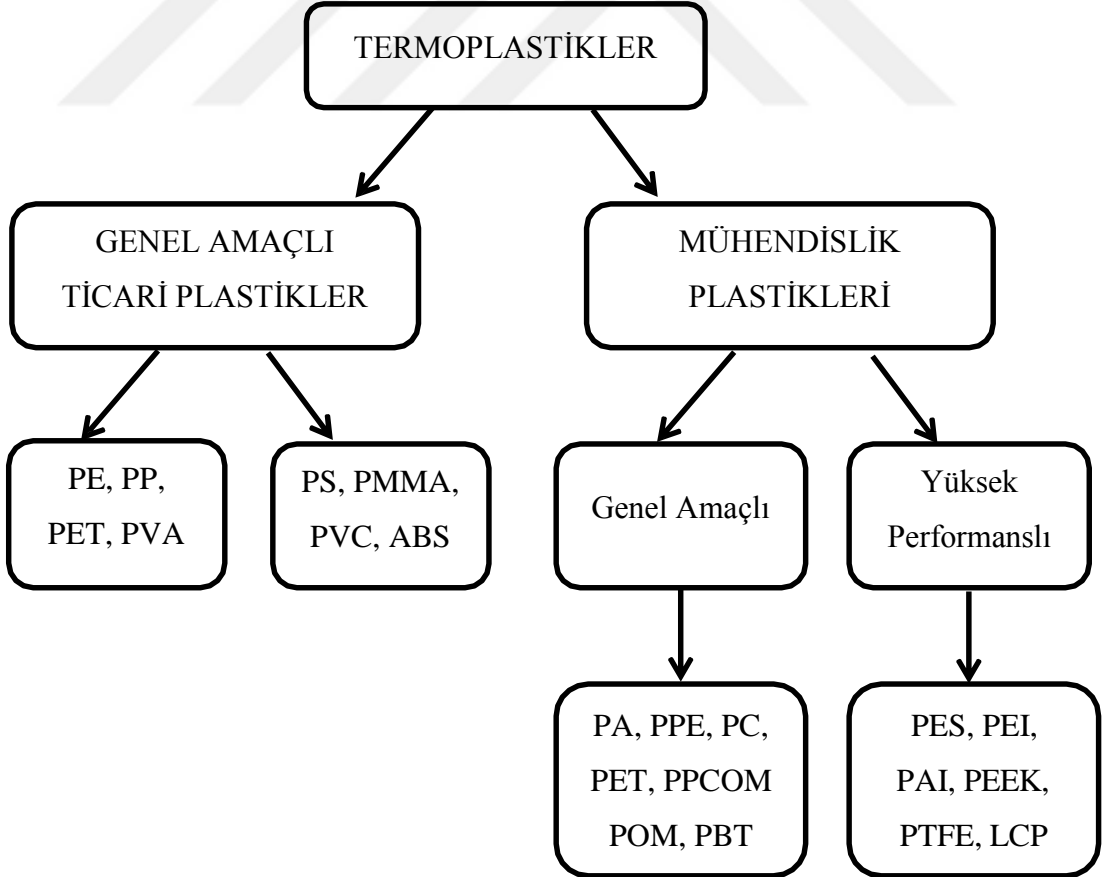 TERMOPLASTİKLER
GENEL AMAÇLI
TİCARİ PLASTİKLER
MÜHENDİSLİK
PLASTİKLERİ
PE, PP,
PET, PVA
PS, PMMA,
PVC, ABS
Genel Amaçlı
Yüksek
Performanslı
PA, PPE, PC,
PET, PPCOM
POM, PBT
PES, PEI,
PAI, PEEK,
PTFE, LCP